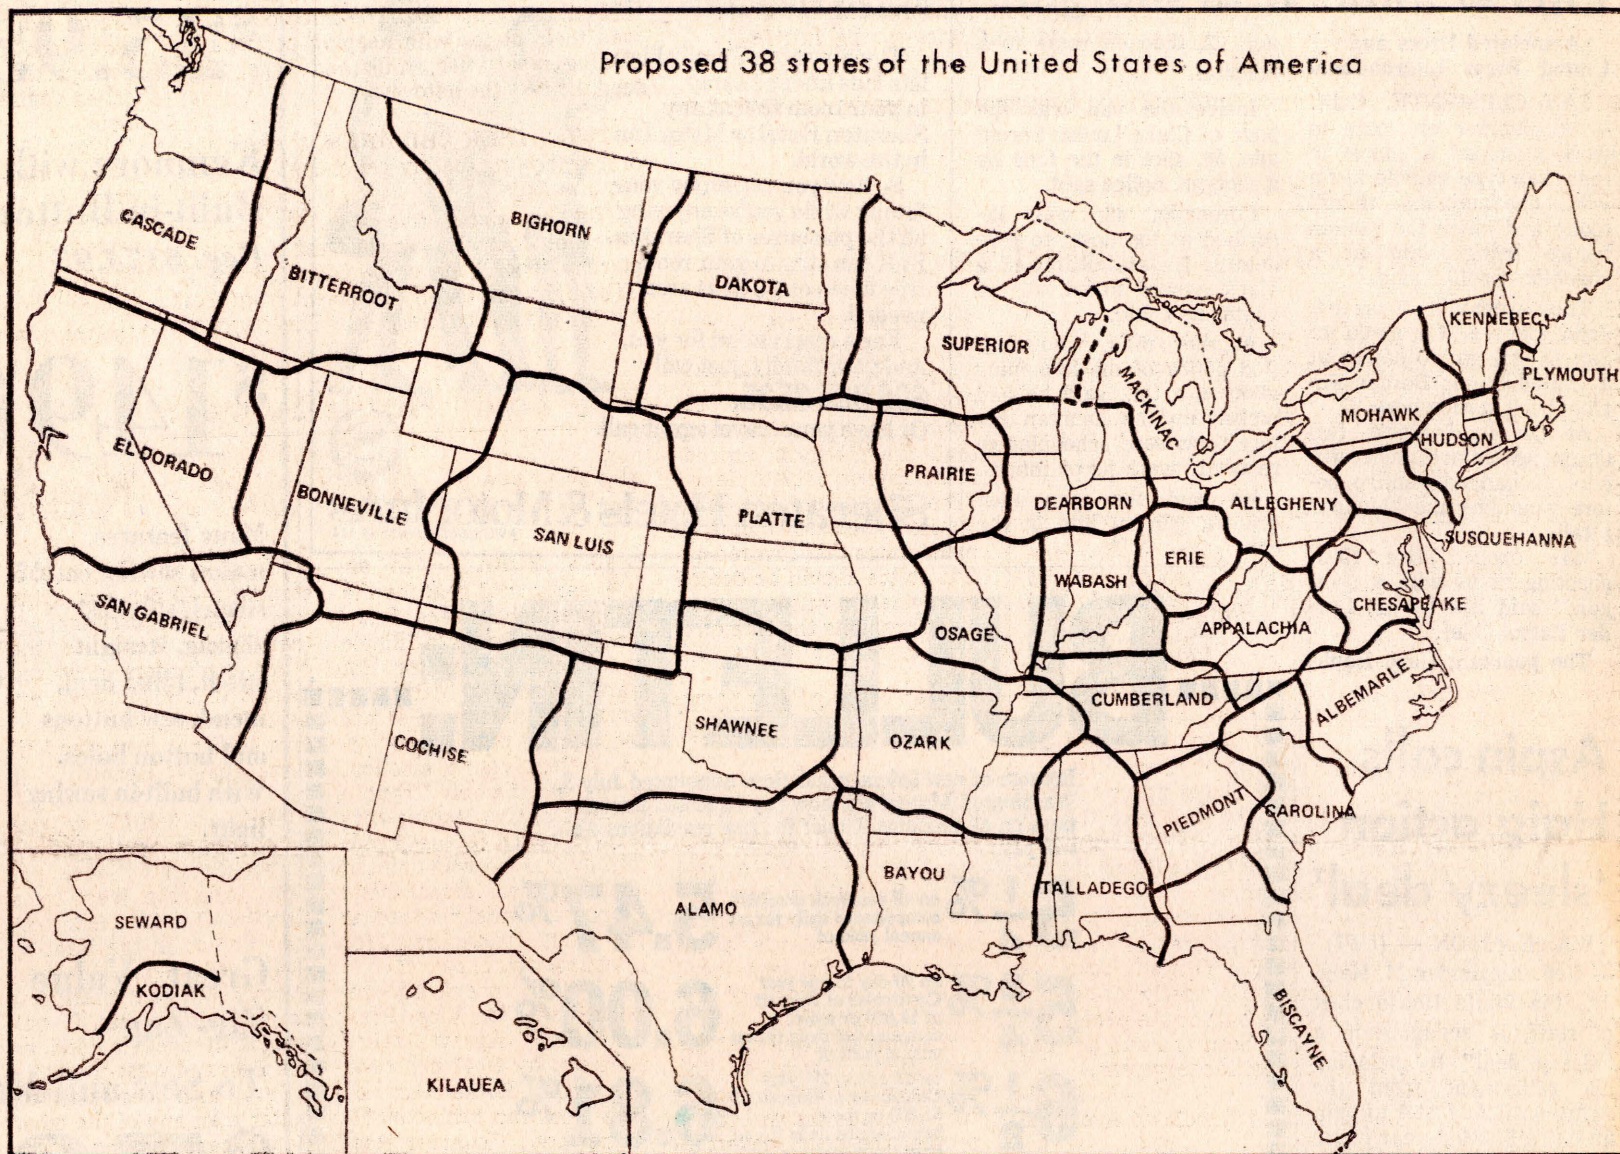 Proposed 38 states of the United States of America
CASCADE
BITTERROOT
BIGHORN
DAKOTA
SUPERIOR
MACKINAC
KENNEBEC
PLYMOUTH
MOHAWK
HUDSON
EL DORADO
BONNEVILLE
SAN LUIS
PLATTE
PRAIRIE
DEARBORN
ALLEGHENY
SUSQUEHANNA
ERIE
WABASH
OSAGE
CHESAPEAKE
APPALACHIA
SAN GABRIEL
COCHISE
SHAWNEE
OZARK
CUMBERLAND
ALBEMARLE
PIEDMONT
CAROLINA
BAYOU
TALLADEGO
ALAMO
BISCAYNE
SEWARD
KODIAK
KILAUEA